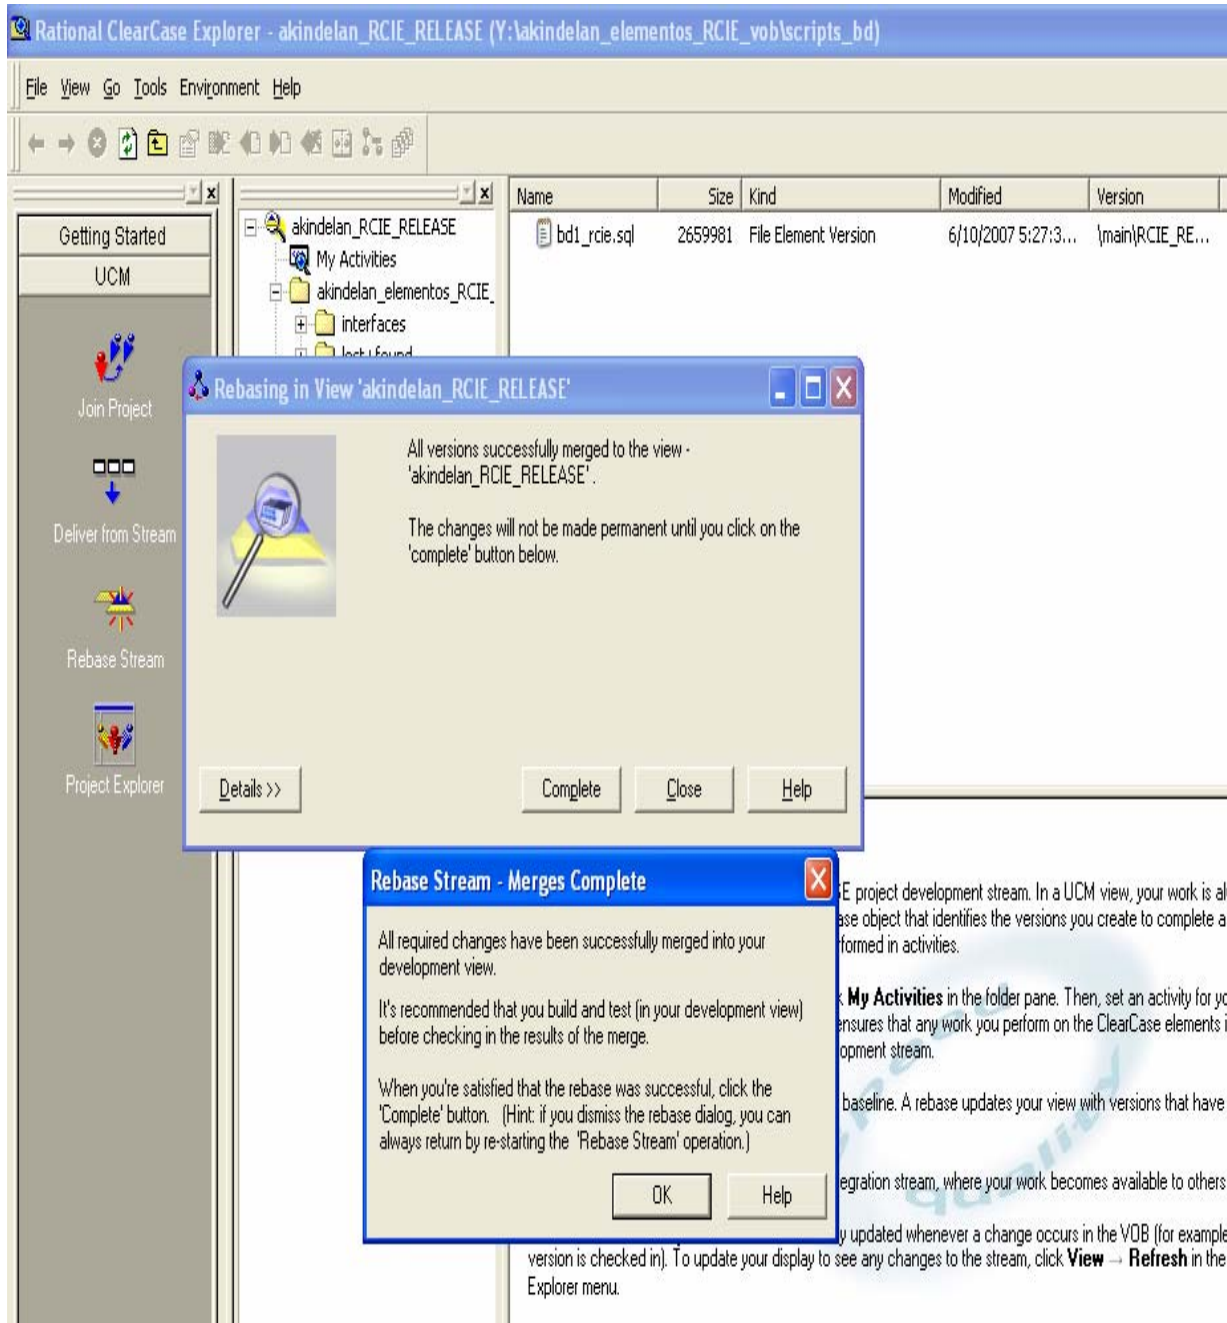 Rational ClearCase Explorer - akindelan_RCIE_RELEASE (Y:\akindelan_elementos_RCIE_vob\scripts_bd)
File View Go Tools Environment Help
Getting Started
UCM
Join Project
Deliver from Stream
Rebase Stream
Project Explorer
akindelan_RCIE_RELEASE
My Activities
akindelan_elementos_RCIE_
interfaces
lost+found
Name Size Kind Modified Version
bd1_rcie.sql 2659981 File Element Version 6/10/2007 5:27:3... \main\RCIE_RE...
Rebasing in View 'akindelan_RCIE_RELEASE'
All versions successfully merged to the view -
'akindelan_RCIE_RELEASE' .
The changes will not be made permanent until you click on the
'complete' button below.
Details >> Complete Close Help
Rebase Stream - Merges Complete
All required changes have been successfully merged into your
development view.
It's recommended that you build and test (in your development view)
before checking in the results of the merge.
When you're satisfied that the rebase was successful, click the
'Complete' button. (Hint: if you dismiss the rebase dialog, you can
always return by re-starting the 'Rebase Stream' operation.)
OK Help
E project development stream. In a UCM view, your work is al
ase object that identifies the versions you create to complete a
formed in activities.
k My Activities in the folder pane. Then, set an activity for yo
ensures that any work you perform on the ClearCase elements i
opment stream.
baseline. A rebase updates your view with versions that have
egration stream, where your work becomes available to others
y updated whenever a change occurs in the VOB (for example
version is checked in). To update your display to see any changes to the stream, click View → Refresh in the
Explorer menu.
quality